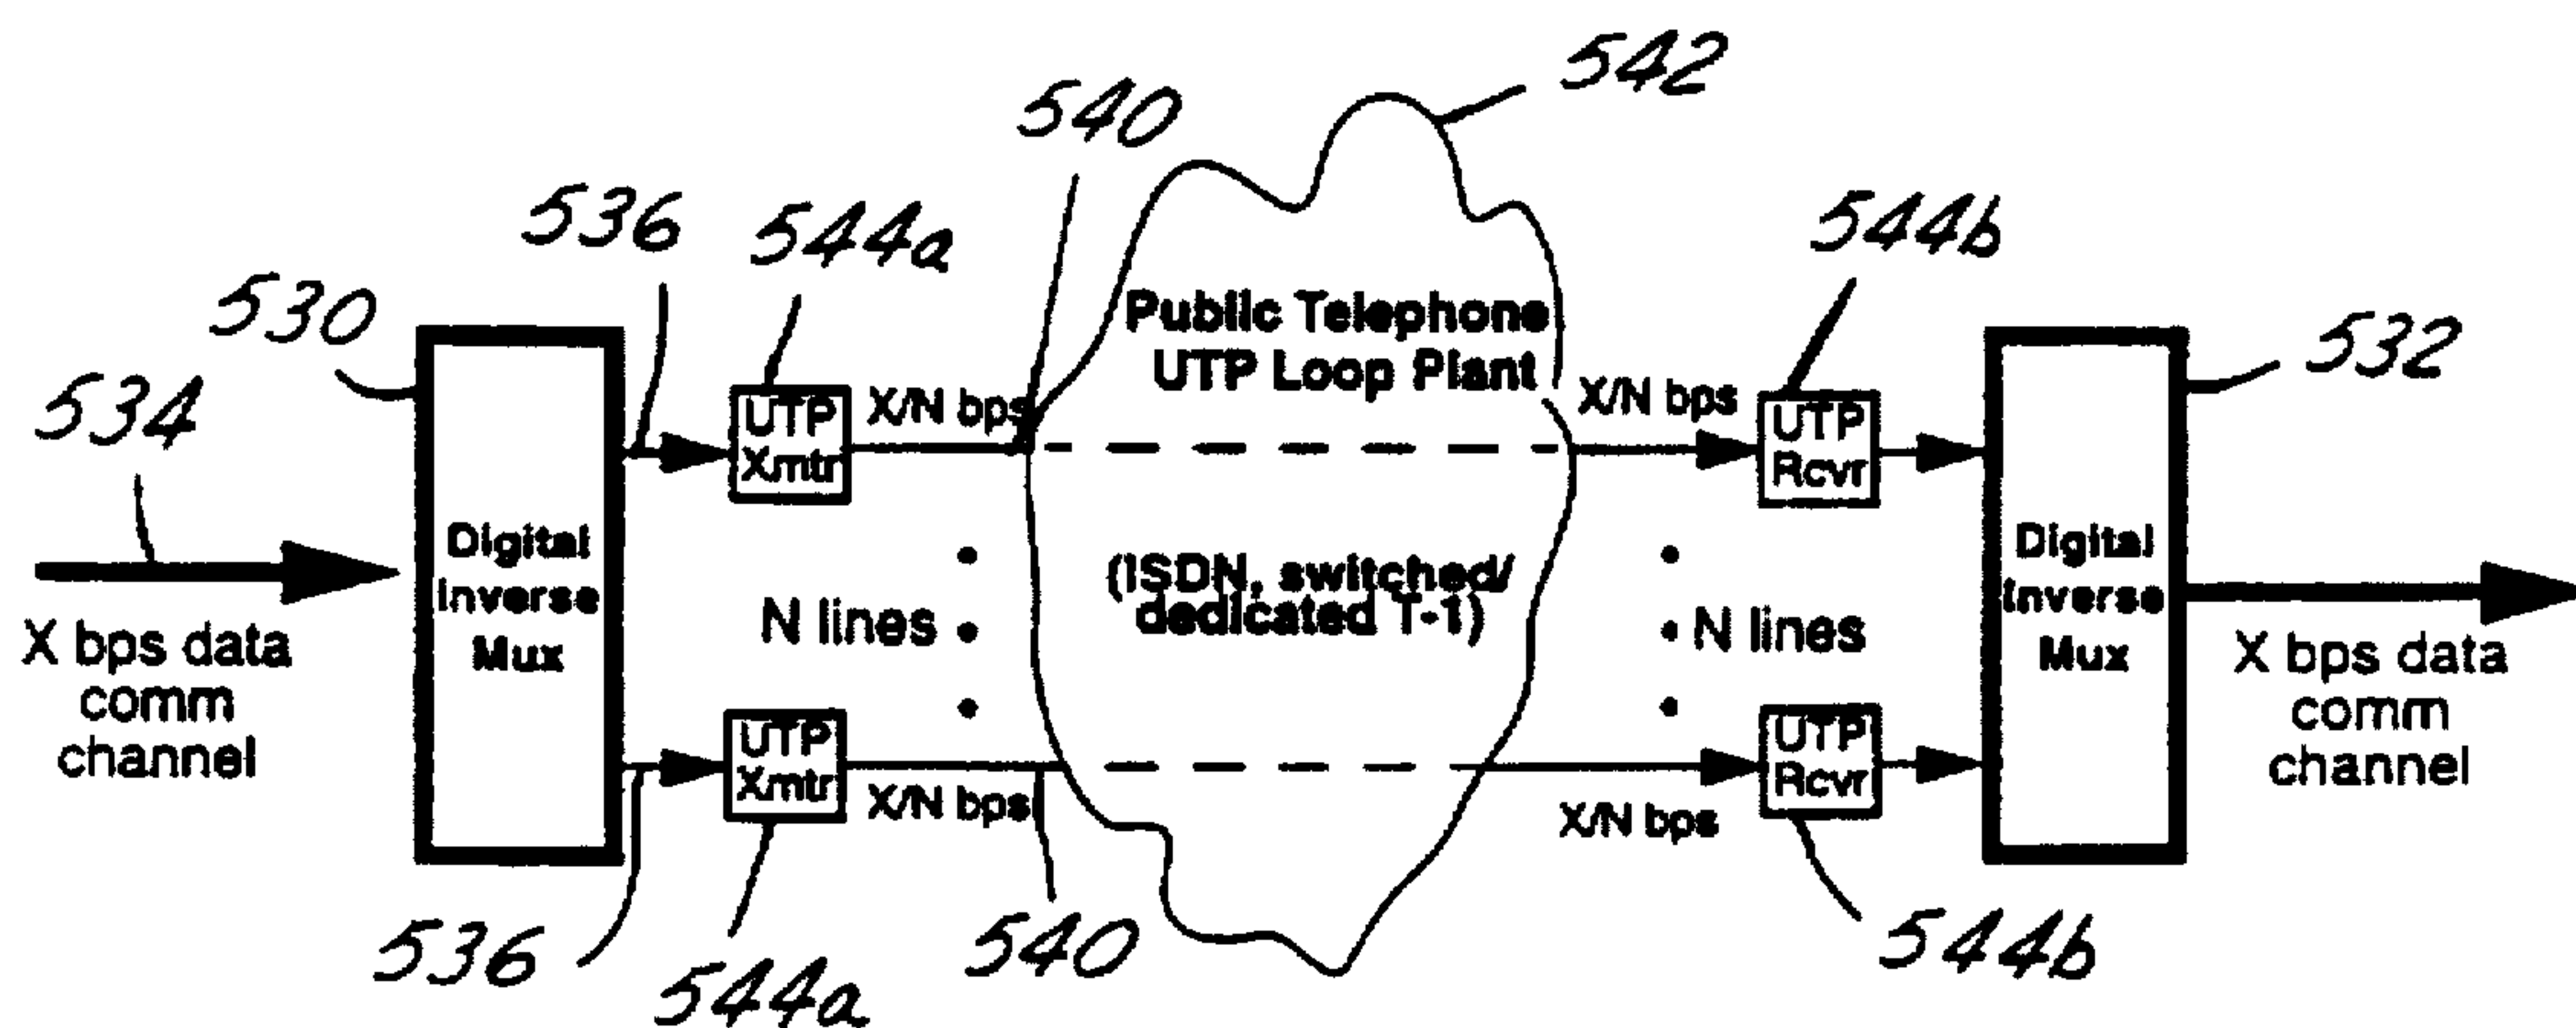 542
540
536
544a
544b
530
532
534
Public Telephone
UTP Loop Plant
X/N bps
X/N bps
UTP
Xmtr
UTP
Rcvr
Digital
Inverse
Mux
(ISDN, switched/
dedicated T-1)
Digital
Inverse
Mux
N lines
N lines
X bps data
comm
channel
X bps data
comm
channel
UTP
Xmtr
UTP
Rcvr
X/N bps
X/N bps
536
544a
540
544b